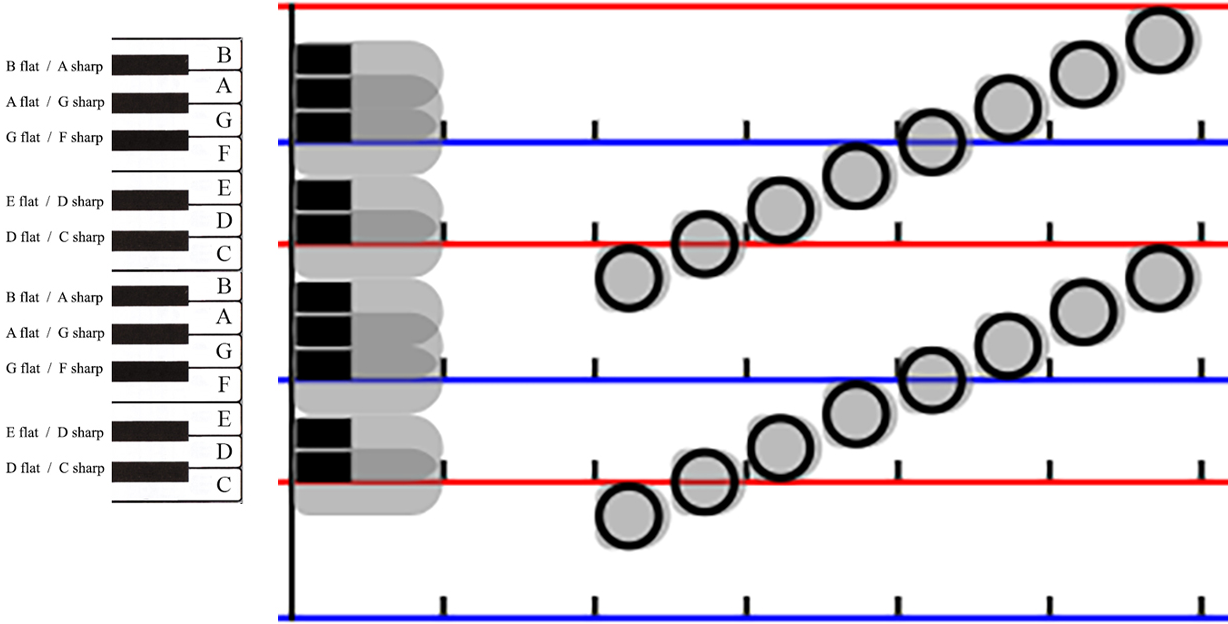 B
B flat / A sharp
A
A flat / G sharp
G
G flat / F sharp
F
E
E flat / D sharp
D
D flat / C sharp
C
B
B flat / A sharp
A
A flat / G sharp
G
G flat / F sharp
F
E
E flat / D sharp
D
D flat / C sharp
C